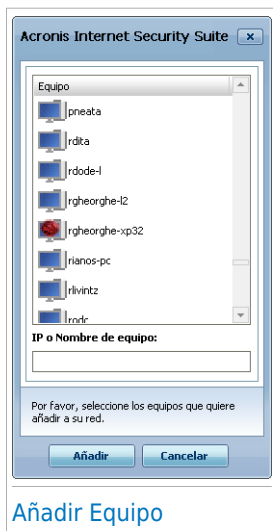 Acronis Internet Security Suite
Equipo
pneata
rdita
rdode-l
rgheorghe-l2
rgheorghe-xp32
rianos-pc
rlivintz
rodc
IP o Nombre de equipo:
Por favor, seleccione los equipos que quiere
añadir a su red.
Añadir
Cancelar
Añadir Equipo